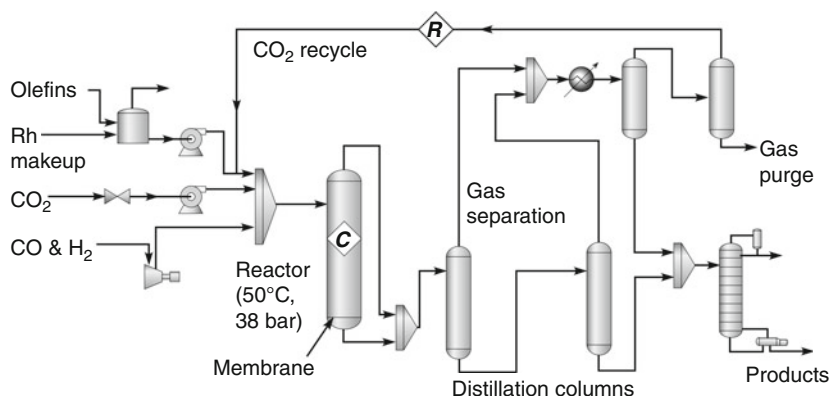 R
CO₂ recycle
Olefins
Rh
makeup
CO₂
CO & H₂
C
Reactor
(50°C,
38 bar)
Membrane
Gas
separation
Gas
purge
Distillation columns
Products